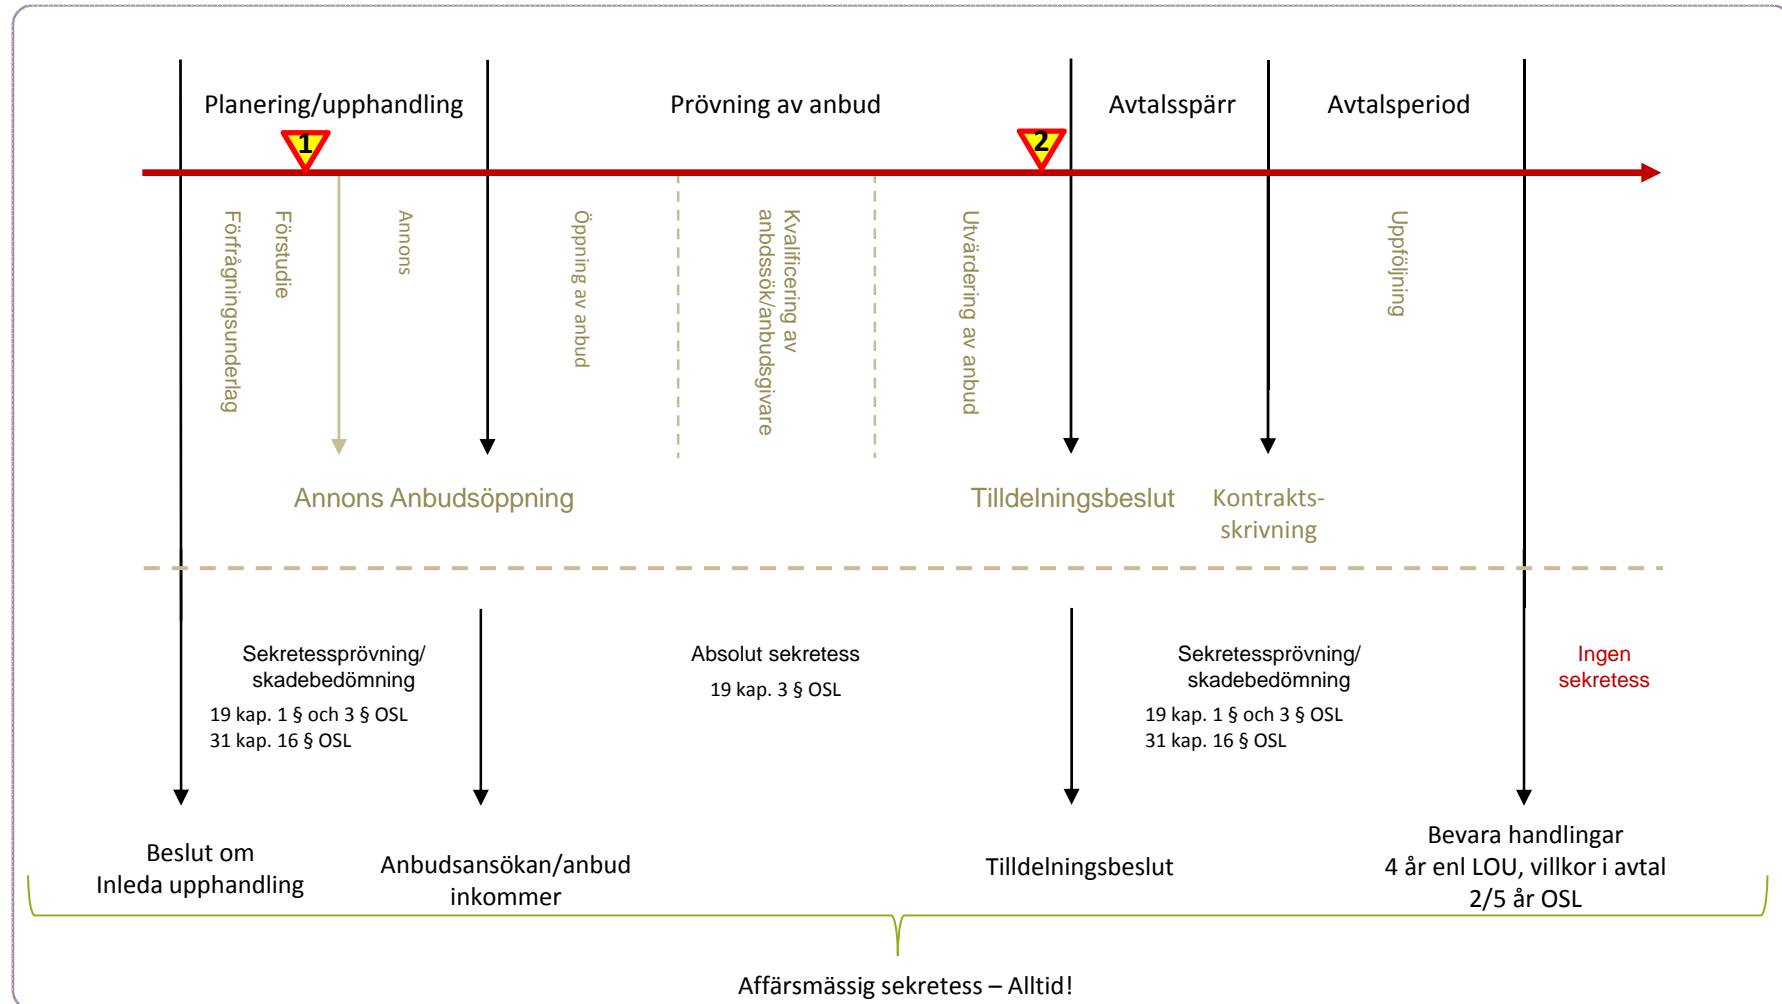 Planering/upphandling
Prövning av anbud
Avtalsspärr
Avtalsperiod
1
2
Förfrågningsunderlag
Förstudie
Annons
Öppning av anbud
Kvalificering av
anbdssök/anbudsgivare
Utvärdering av anbud
Uppföljning
Annons Anbudsöppning
Tilldelningsbeslut
Kontrakts-
skrivning
Sekretessprövning/
skadebedömning
19 kap. 1 § och 3 § OSL
31 kap. 16 § OSL
Absolut sekretess
19 kap. 3 § OSL
Sekretessprövning/
skadebedömning
19 kap. 1 § och 3 § OSL
31 kap. 16 § OSL
Ingen
sekretess
Beslut om
Inleda upphandling
Anbudsansökan/anbud
inkommer
Tilldelningsbeslut
Bevara handlingar
4 år enl LOU, villkor i avtal
2/5 år OSL
Affärsmässig sekretess – Alltid!